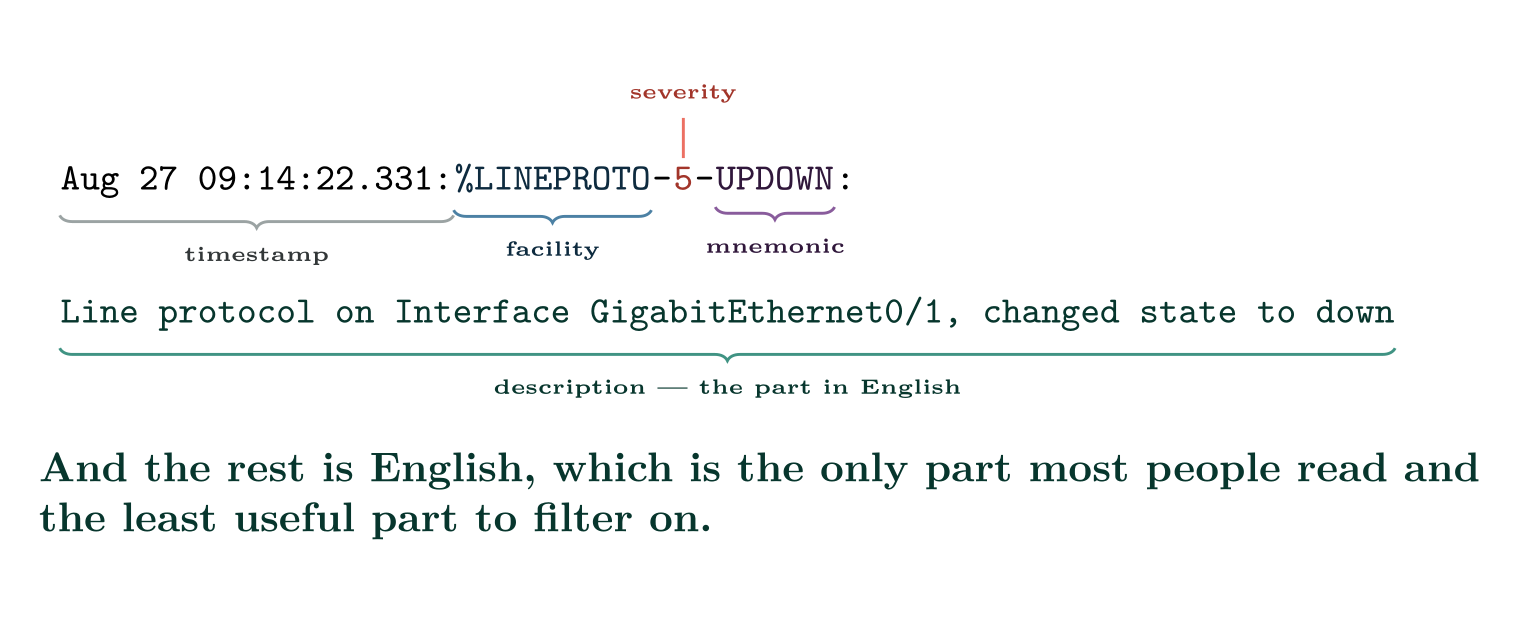 severity
Aug 27 09:14:22.331:%LINEPROTO-5-UPDOWN:
timestamp facility mnemonic
Line protocol on Interface GigabitEthernet0/1, changed state to down
description — the part in English
And the rest is English, which is the only part most people read and
the least useful part to filter on.